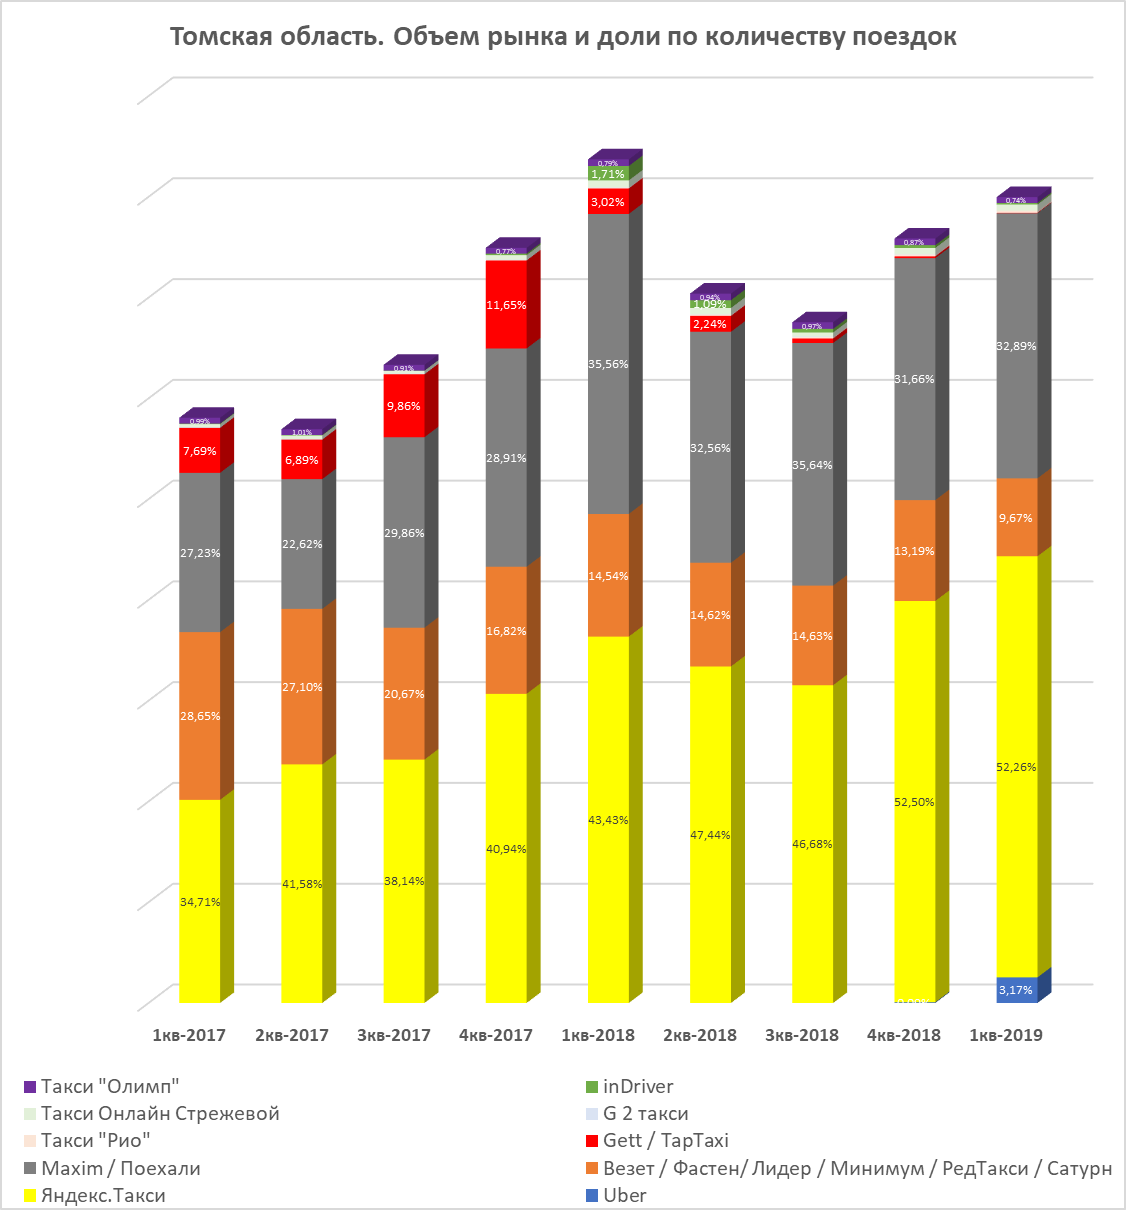 Томская область. Объем рынка и доли по количеству поездок
0,99% 1,01% 0,91% 0,77% 0,79% 0,94% 0,97% 0,87% 0,74%
1,71% 1,09%
7,69% 6,89% 9,86% 11,65% 3,02% 2,24%
27,23% 22,62% 29,86% 28,91% 35,56% 32,56% 35,64% 31,66% 32,89%
28,65% 27,10% 20,67% 16,82% 14,54% 14,62% 14,63% 13,19% 9,67%
34,71% 41,58% 38,14% 40,94% 43,43% 47,44% 46,68% 52,50% 52,26%
3,17%
1кв-2017 2кв-2017 3кв-2017 4кв-2017 1кв-2018 2кв-2018 3кв-2018 4кв-2018 1кв-2019
Такси "Олимп" inDriver
Такси Онлайн Стрежевой G 2 такси
Такси "Рио" Gett / TapTaxi
Maxim / Поехали Везет / Фастен/ Лидер / Минимум / РедТакси / Сатурн
Яндекс.Такси Uber